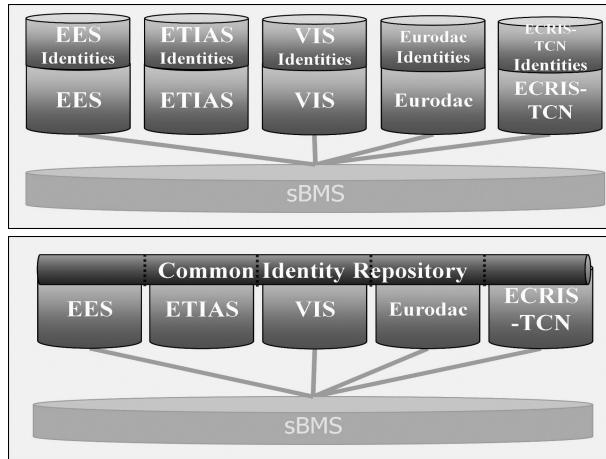 EES
Identities
EES
ETIAS
Identities
ETIAS
VIS
Identities
VIS
Eurodac
Identities
Eurodac
ECRIS-
TCN
Identities
ECRIS-
TCN
sBMS
Common Identity Repository
EES
ETIAS
VIS
Eurodac
ECRIS
-TCN
sBMS